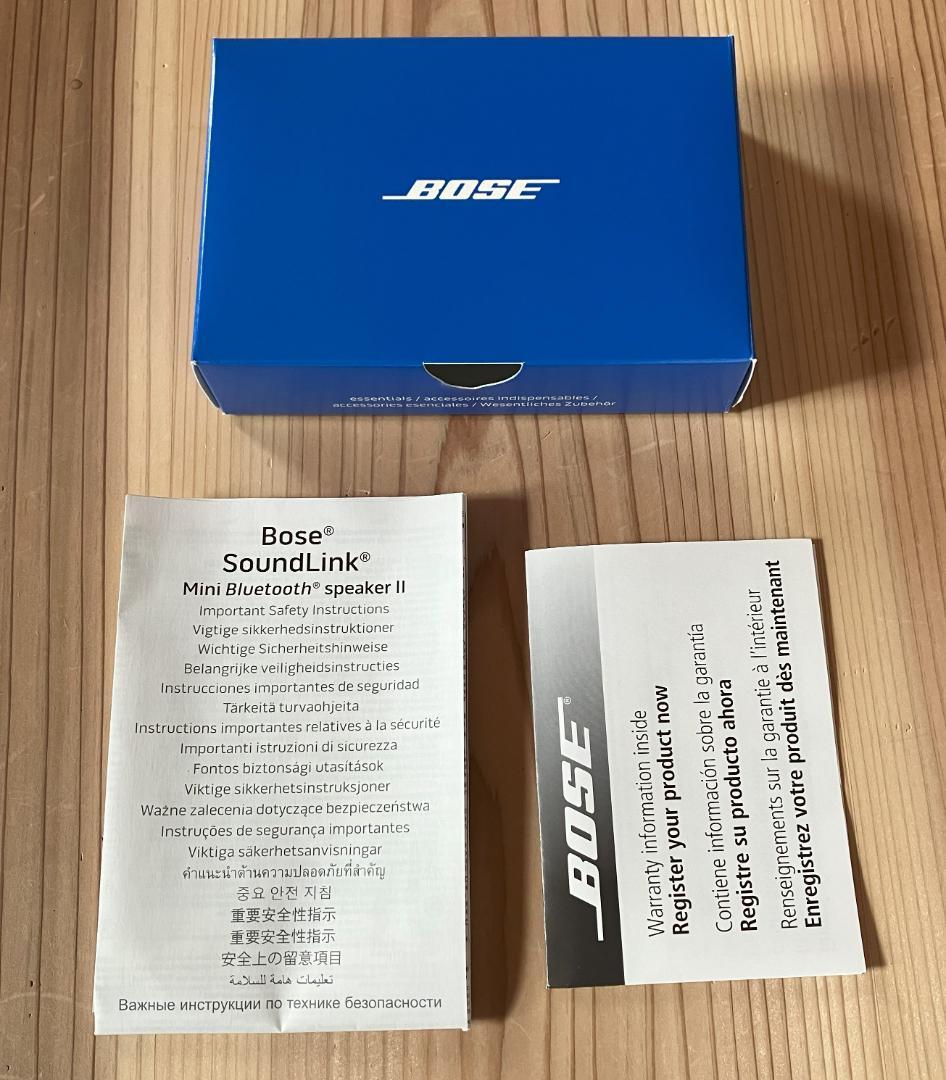 BOSE
essentials / accessoires indispensables /
accesorios esenciales / Wesentliches Zubehör
Bose®
SoundLink®
Mini Bluetooth® speaker II
Important Safety Instructions
Vigtige sikkerhedsinstruktioner
Wichtige Sicherheitshinweise
Belangrijke veiligheidsinstructies
Instrucciones importantes de seguridad
Tärkeitä turvaohjeita
Instructions importantes relatives à la sécurité
Importanti istruzioni di sicurezza
Fontos biztonsági utasítások
Viktige sikkerhetsinstruksjoner
Ważne zalecenia dotyczące bezpieczeństwa
Instruções de segurança importantes
Viktiga säkerhetsanvisningar
คำแนะนำด้านความปลอดภัยที่สำคัญ
중요 안전 지침
重要安全性指示
重要安全性指示
安全上の留意項目
تعليمات هامة للسلامة
Важные инструкции по технике безопасности
BOSE®
Warranty information inside
Register your product now
Contiene información sobre la garantía
Registre su producto ahora
Renseignements sur la garantie à l'intérieur
Enregistrez votre produit dès maintenant